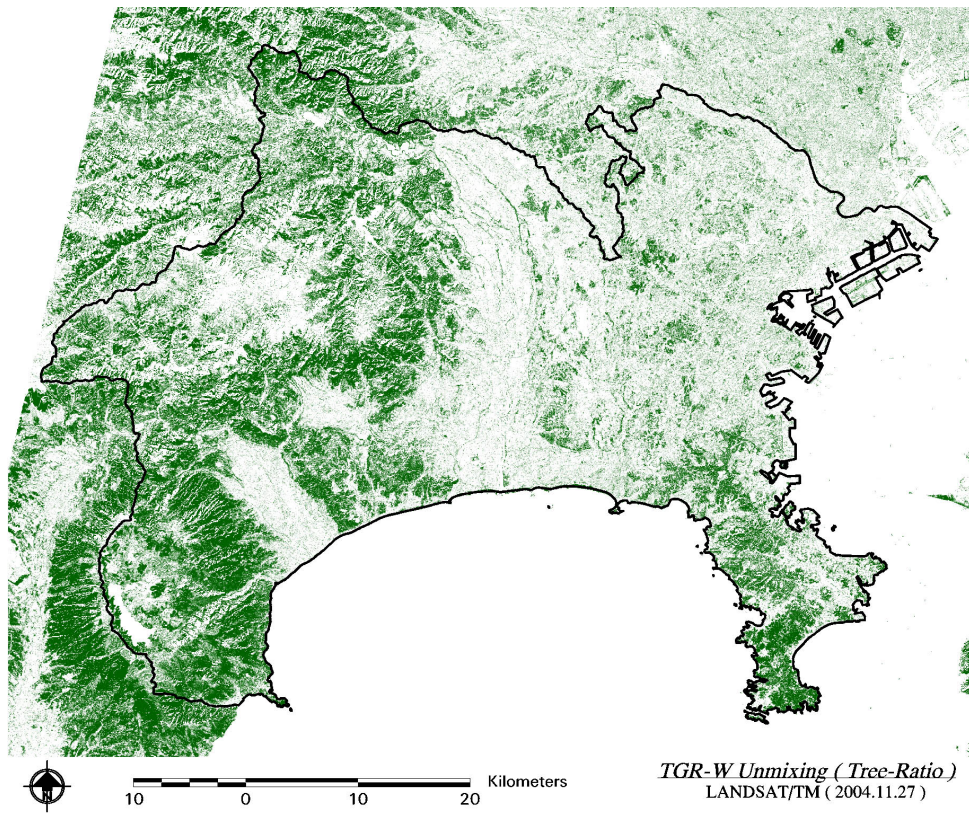 N
Kilometers
10 0 10 20
TGR-W Unmixing ( Tree-Ratio )
LANDSAT/TM ( 2004.11.27 )